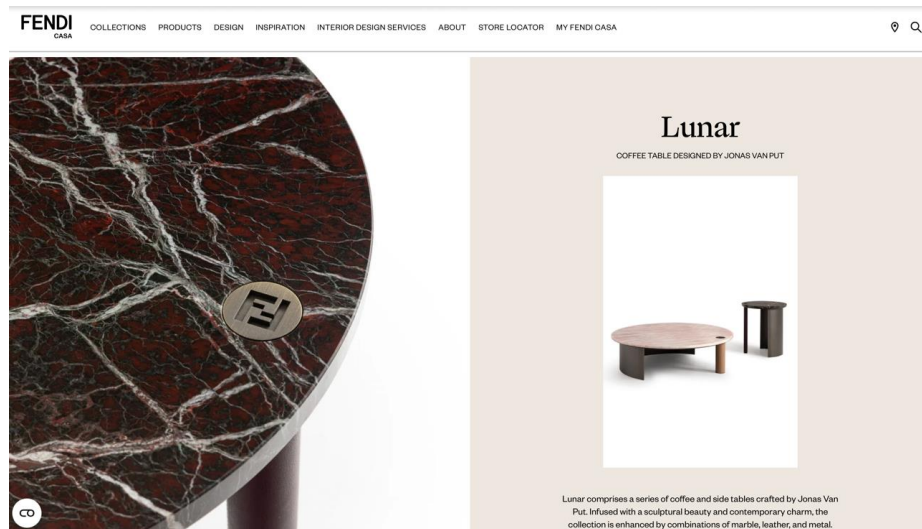 FENDI
CASA
COLLECTIONS PRODUCTS DESIGN INSPIRATION INTERIOR DESIGN SERVICES ABOUT STORE LOCATOR MY FENDI CASA
Lunar
COFFEE TABLE DESIGNED BY JONAS VAN PUT
Lunar comprises a series of coffee and side tables crafted by Jonas Van
Put. Infused with a sculptural beauty and contemporary charm, the
collection is enhanced by combinations of marble, leather, and metal.